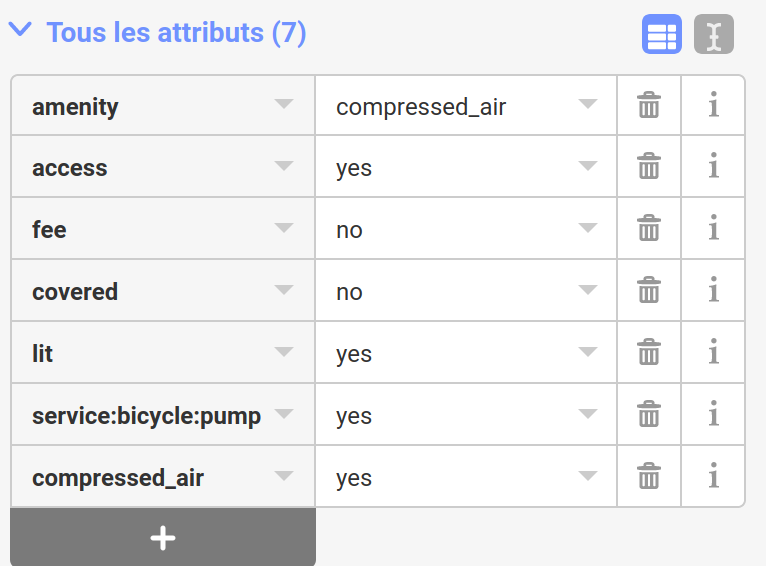 Tous les attributs (7)
amenity compressed_air
access yes
fee no
covered no
lit yes
service:bicycle:pump yes
compressed_air yes
+